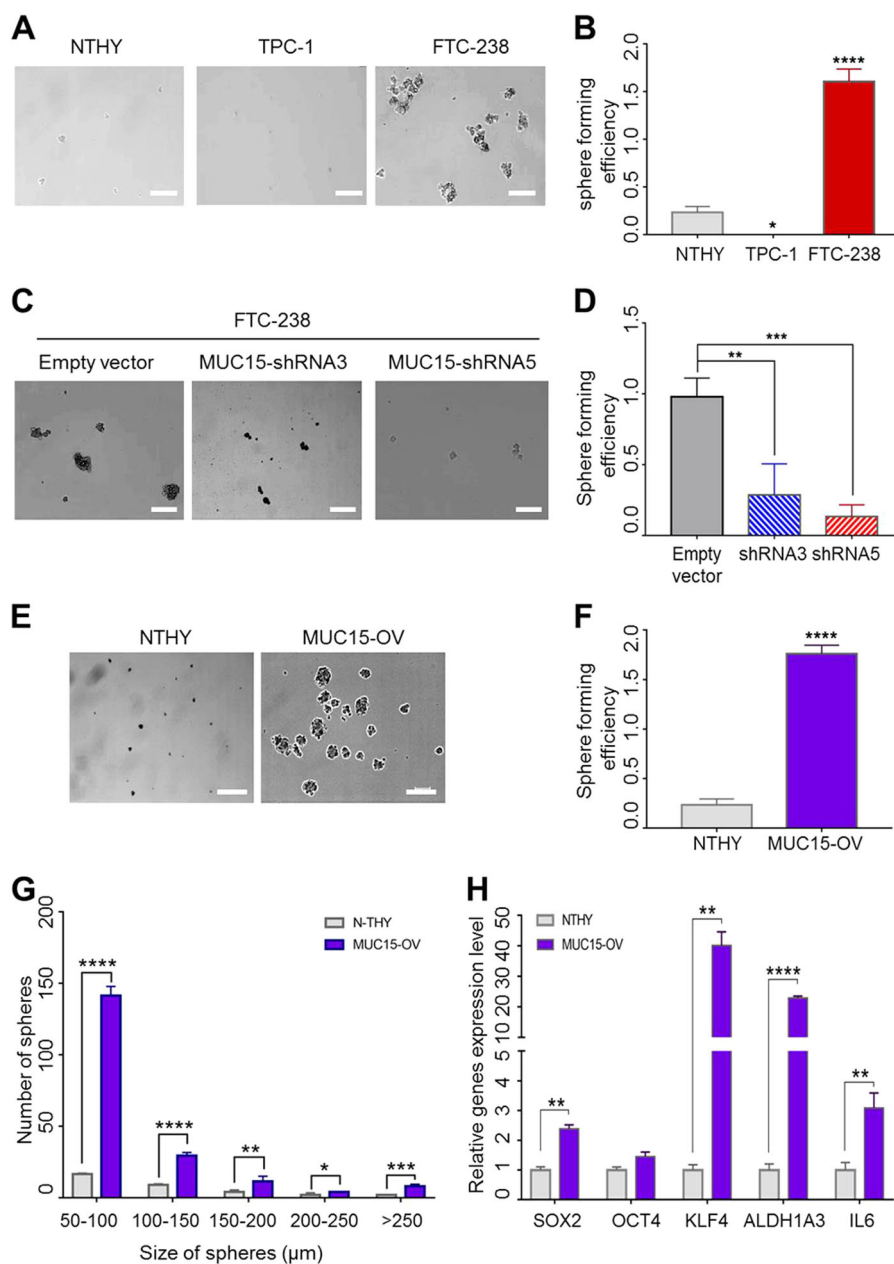 A
NTHY
TPC-1
FTC-238
B
sphere forming
efficiency
2.0
1.5
1.0
0.5
0.0
****
*
NTHY TPC-1 FTC-238
C
FTC-238
Empty vector
MUC15-shRNA3
MUC15-shRNA5
D
Sphere forming
efficiency
1.5
1.0
0.5
0.0
***
**
Empty
vector
shRNA3 shRNA5
E
NTHY
MUC15-OV
F
Sphere forming
efficiency
2.0
1.5
1.0
0.5
0.0
****
NTHY MUC15-OV
G
Number of spheres
200
150
100
50
0
N-THY
MUC15-OV
****
****
**
*
***
50-100 100-150 150-200 200-250 >250
Size of spheres (µm)
H
Relative genes expression level
50
40
30
20
10
5
4
3
2
1
0
NTHY
MUC15-OV
**
**
****
**
SOX2 OCT4 KLF4 ALDH1A3 IL6